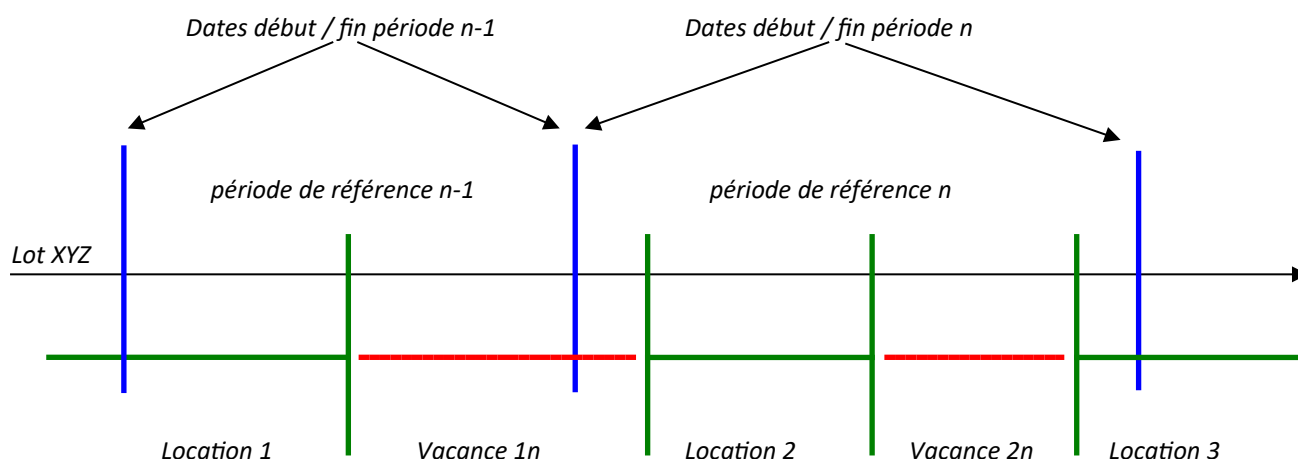 Dates début / fin période n-1
Dates début / fin période n
période de référence n-1
période de référence n
Lot XYZ
Location 1
Vacance 1n
Location 2
Vacance 2n
Location 3